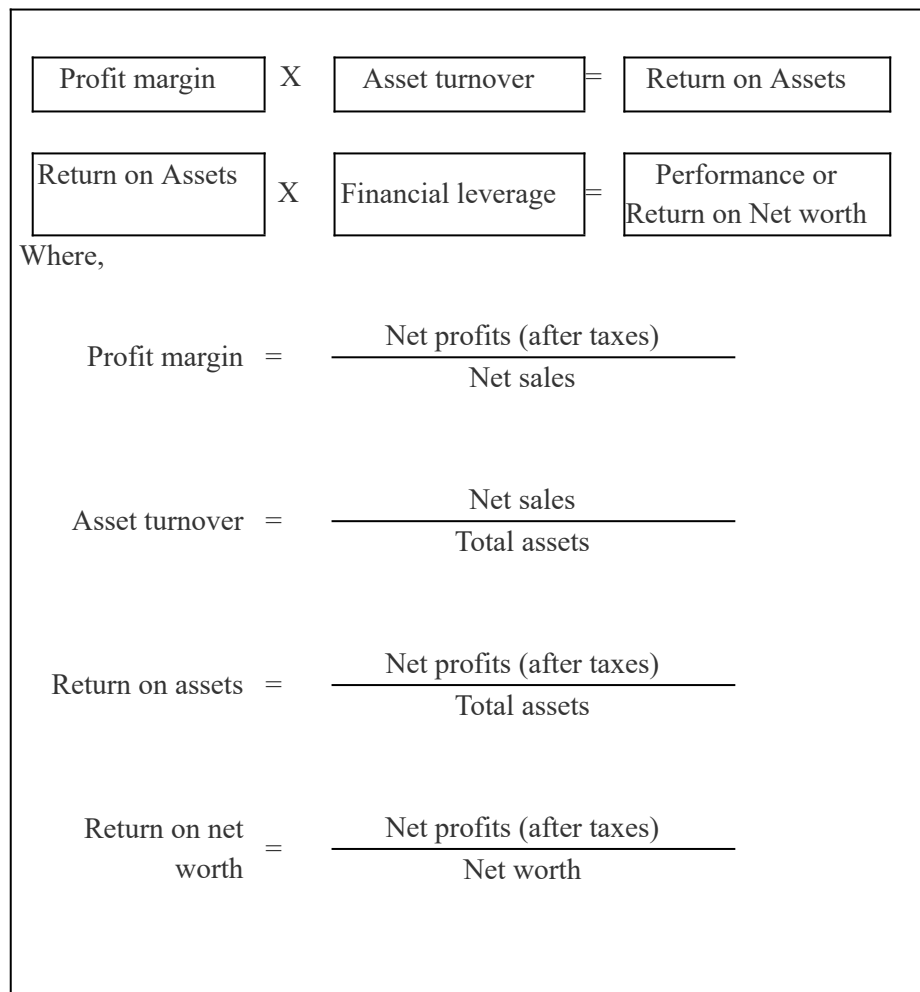 Profit margin X Asset turnover = Return on Assets
Return on Assets X Financial leverage = Performance or
Return on Net worth
Where,
Net profits (after taxes)
Profit margin =
Net sales
Net sales
Asset turnover =
Total assets
Net profits (after taxes)
Return on assets =
Total assets
Return on net
worth =
Net profits (after taxes)
Net worth